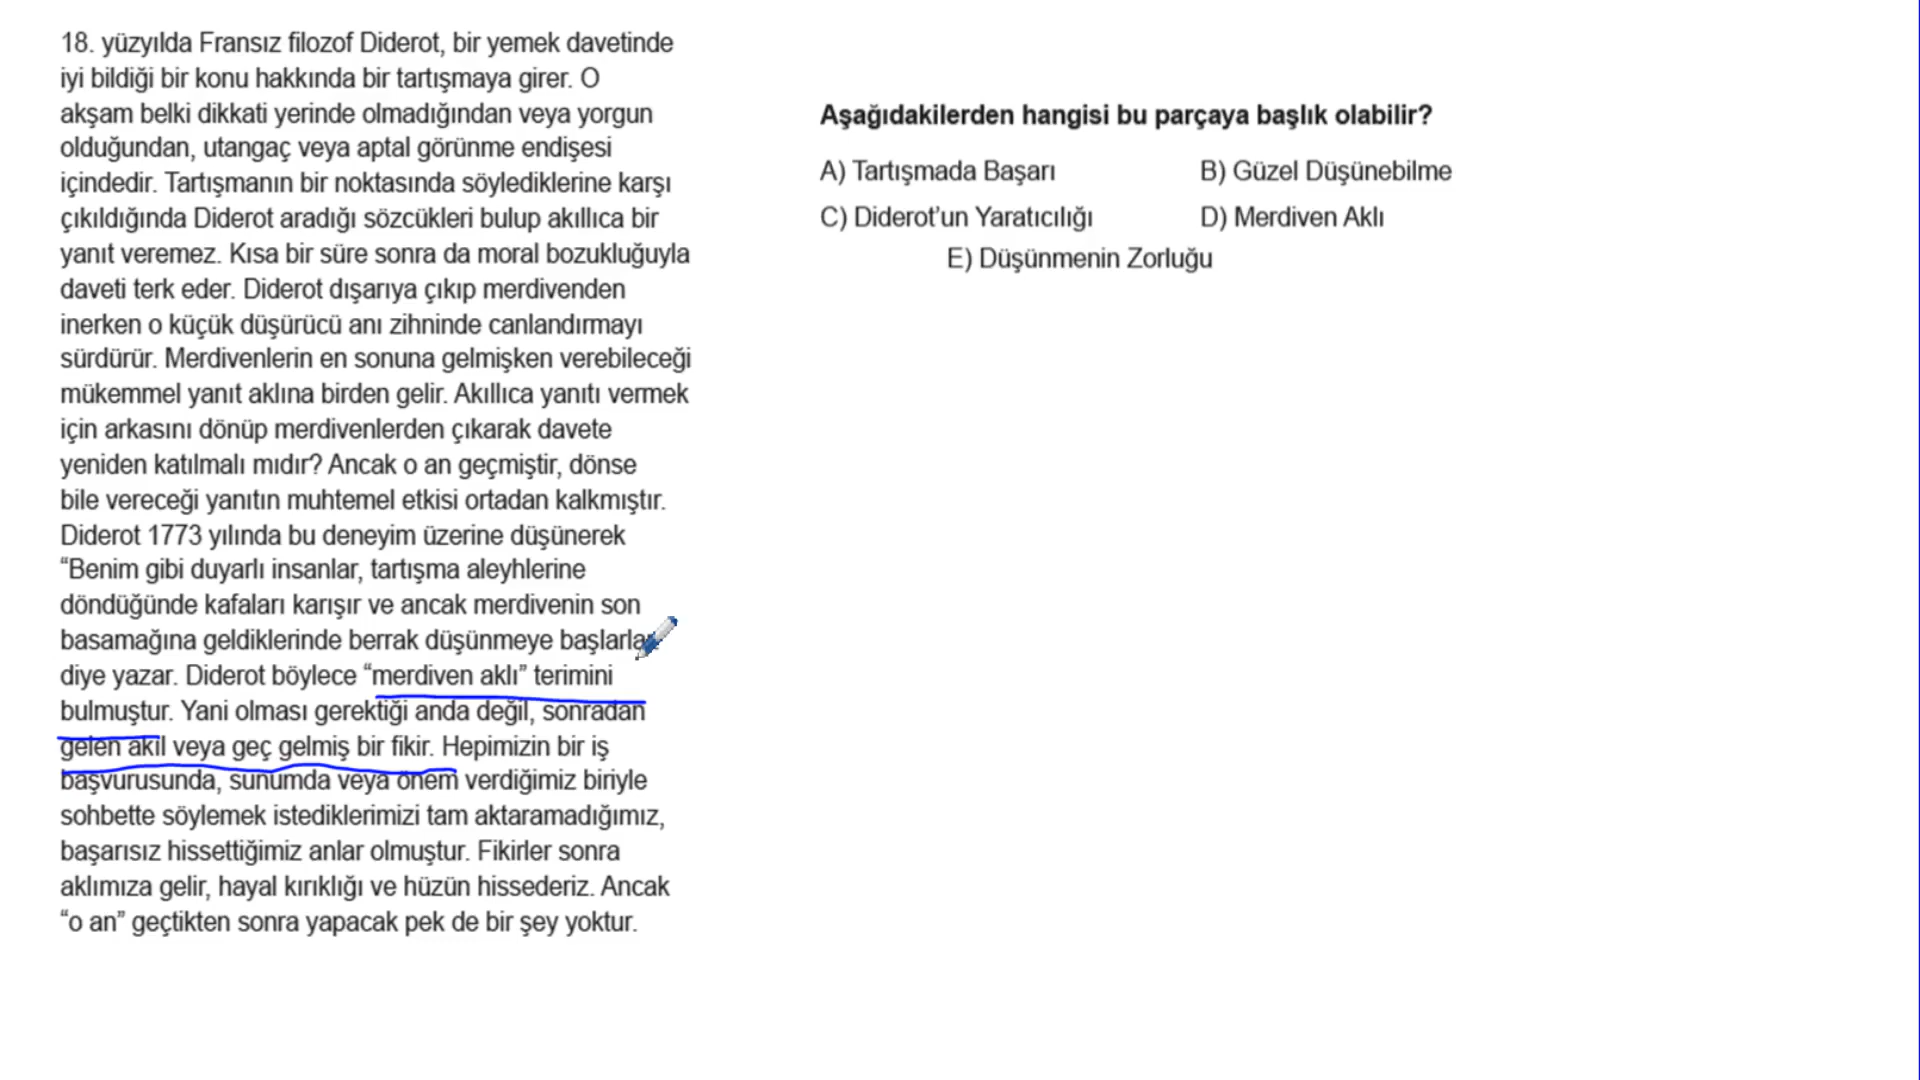 18. yüzyılda Fransız filozof Diderot, bir yemek davetinde
iyi bildiği bir konu hakkında bir tartışmaya girer. O
akşam belki dikkati yerinde olmadığından veya yorgun
olduğundan, utangaç veya aptal görünme endişesi
içindedir. Tartışmanın bir noktasında söylediklerine karşı
çıkıldığında Diderot aradığı sözcükleri bulup akıllıca bir
yanıt veremez. Kısa bir süre sonra da moral bozukluğuyla
daveti terk eder. Diderot dışarıya çıkıp merdivenden
inerken o küçük düşürücü anı zihninde canlandırmayı
sürdürür. Merdivenlerin en sonuna gelmişken verebileceği
mükemmel yanıt aklına birden gelir. Akıllıca yanıtı vermek
için arkasını dönüp merdivenlerden çıkarak davete
yeniden katılmalı mıdır? Ancak o an geçmiştir, dönse
bile vereceği yanıtın muhtemel etkisi ortadan kalkmıştır.
Diderot 1773 yılında bu deneyim üzerine düşünerek
“Benim gibi duyarlı insanlar, tartışma aleyhlerine
döndüğünde kafaları karışır ve ancak merdivenin son
basamağına geldiklerinde berrak düşünmeye
diye yazar. Diderot böylece “merdiven aklı” terimini
bulmuştur. Yani olması gerektiği anda değil, sonradan
gelen akıl veya geç gelmiş bir fikir. Hepimizin bir iş
başvurusunda, sunumda veya önem verdiğimiz biriyle
sohbette söylemek istediklerimizi tam aktaramadığımız,
başarısız hissettiğimiz anlar olmuştur. Fikirler sonra
aklımıza gelir, hayal kırıklığı ve hüzün hissederiz. Ancak
“o an” geçtikten sonra yapacak pek de bir şey yoktur.
Aşağıdakilerden hangisi bu parçaya başlık olabilir?
A) Tartışmada Başarı B) Güzel Düşünebilme
C) Diderot’un Yaratıcılığı D) Merdiven Aklı
E) Düşünmenin Zorluğu